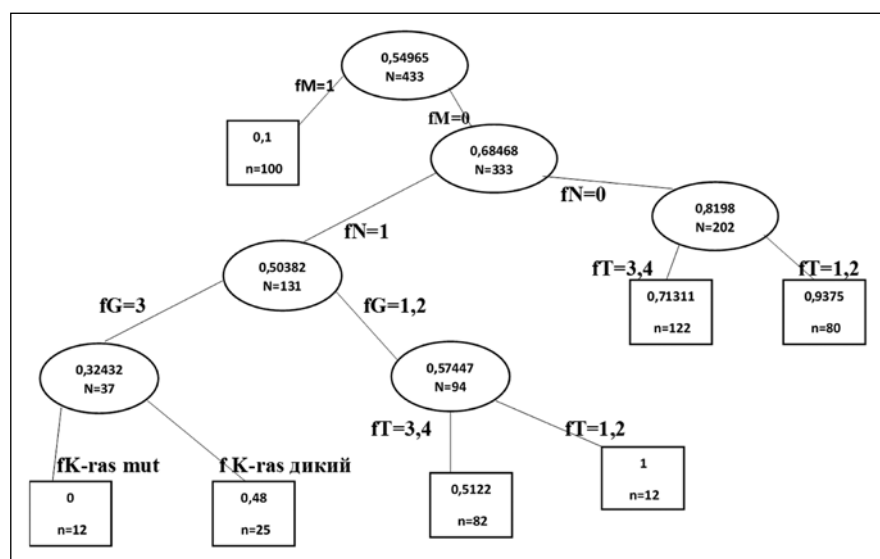 0,54965
N=433
fM=1
fM=0
0,1
n=100
0,68468
N=333
fN=1
fN=0
0,8198
N=202
0,50382
N=131
fT=3,4
fT=1,2
0,71311
n=122
0,9375
n=80
fG=3
fG=1,2
0,32432
N=37
0,57447
N=94
fT=3,4
fT=1,2
fK-ras mut
f K-ras дикий
0
n=12
0,48
n=25
0,5122
n=82
1
n=12